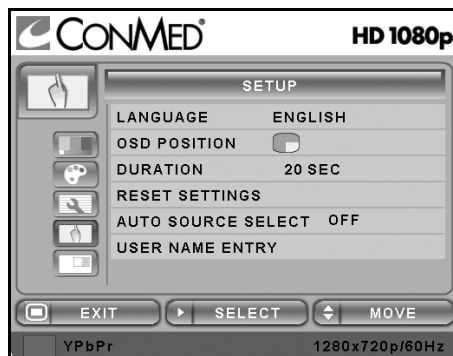 CONMED® HD 1080p
SETUP
LANGUAGE ENGLISH
OSD POSITION
DURATION 20 SEC
RESET SETTINGS
AUTO SOURCE SELECT OFF
USER NAME ENTRY
EXIT SELECT MOVE
YPbPr 1280x720p/60Hz